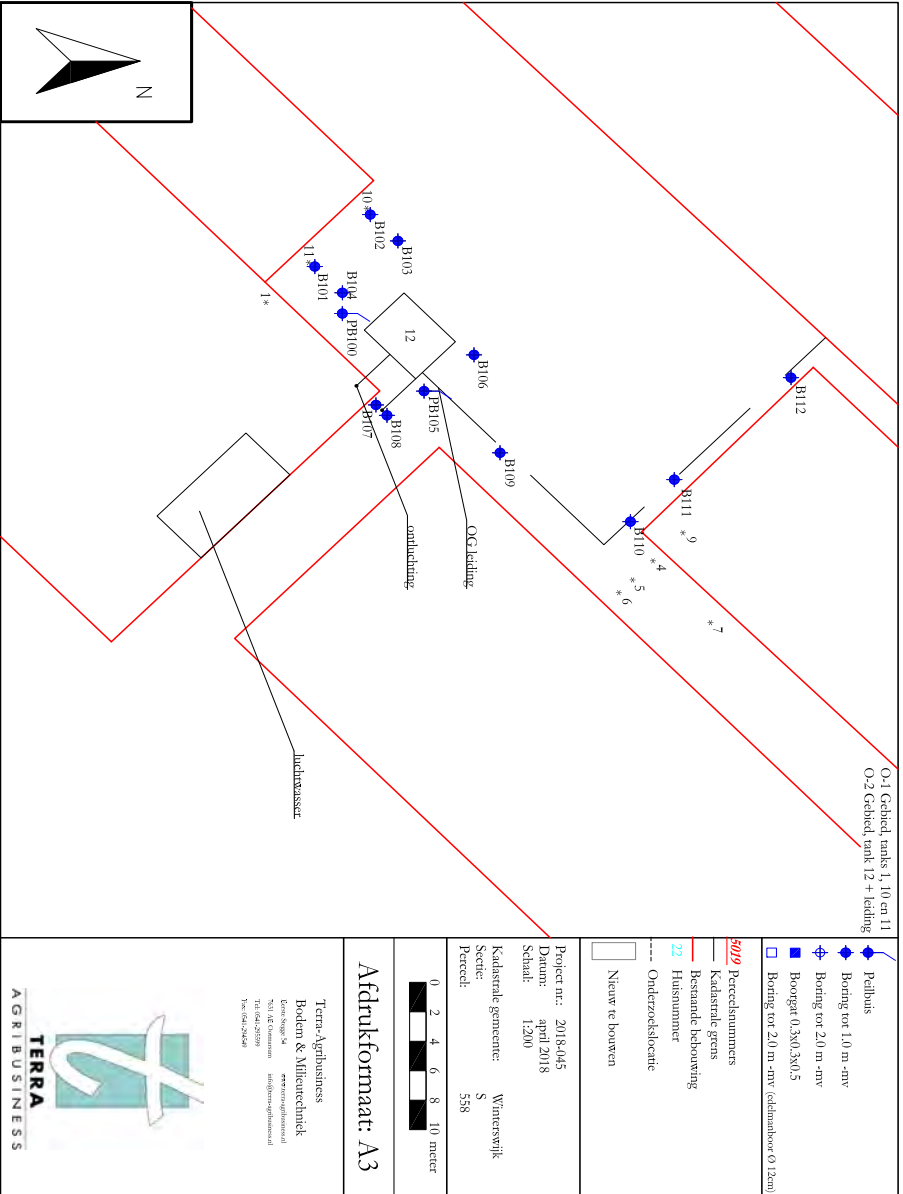 N
O-1 Gebied, tanks 1, 10 en 11
O-2 Gebied, tank 12 + leiding
10*
B102
B103
11*
B101
B104
PB100
1*
12
B106
PB105
B107
B108
B109
B112
B111
B110
* 9
* 4
* 5
* 6
* 7
OG leiding
ontluchting
luchtwasser
Peilbuis
Boring tot 1.0 m -mv
Boring tot 2.0 m -mv
Boorgat 0.3x0.3x0.5
Boring tot 2.0 m -mv (edelmanboor Ø 12cm)
5019 Perceelsnummers
Kadastrale grens
Bestaande bebouwing
22 Huisnummer
Onderzoekslocatie
Nieuw te bouwen
Project nr.: 2018-045
Datum: april 2018
Schaal: 1:200
Kadastrale gemeente: Winterswijk
Sectie: S
Perceel: 558
0 2 4 6 8 10 meter
Afdrukformaat: A3
Terra-Agribusiness
Bodem & Milieutechniek
7631 AE Ootmarsum
TERRA
AGRIBUSINESS